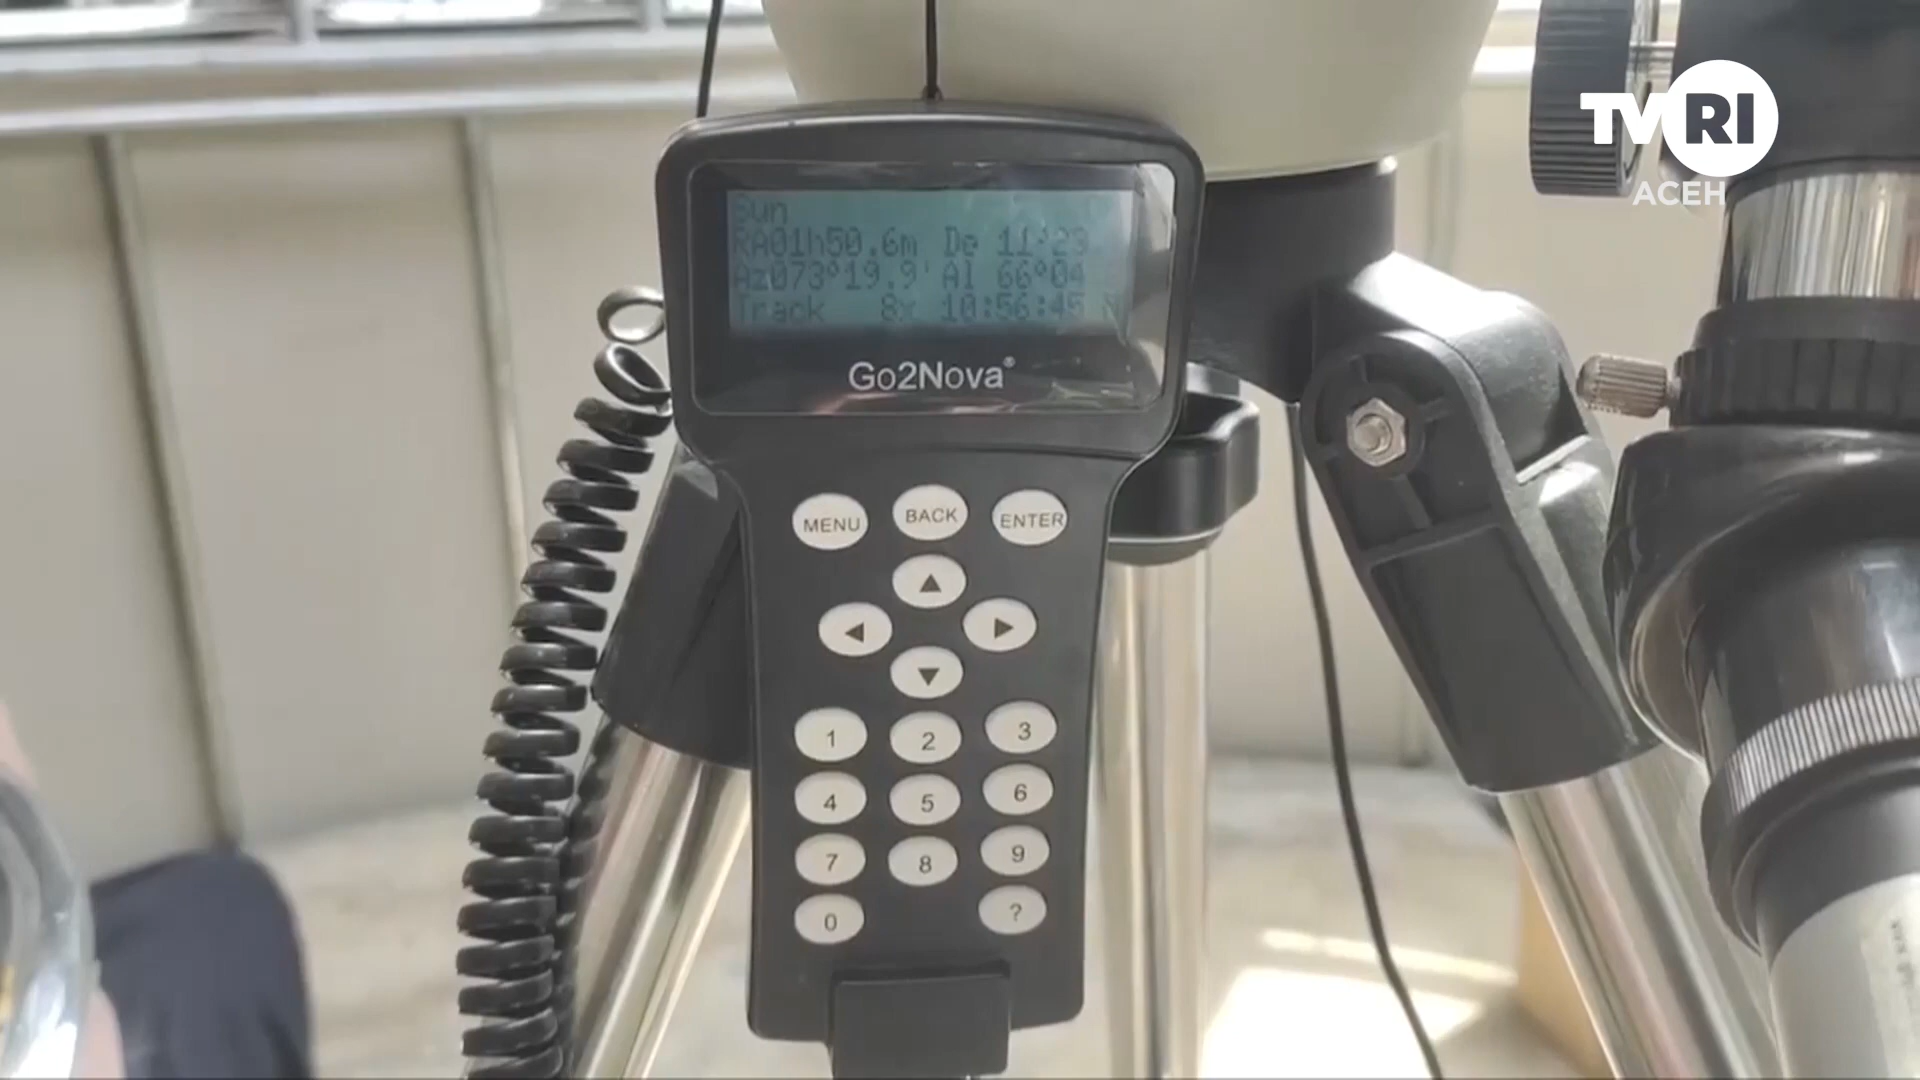 TVRI
ACEH
Sun
RA01h50.6m De 11°23
Az073°19.9' Al 66°04
Track 8x 10:56:45 N
Go2Nova®
MENU BACK ENTER
1 2 3
4 5 6
7 8 9
0 ?